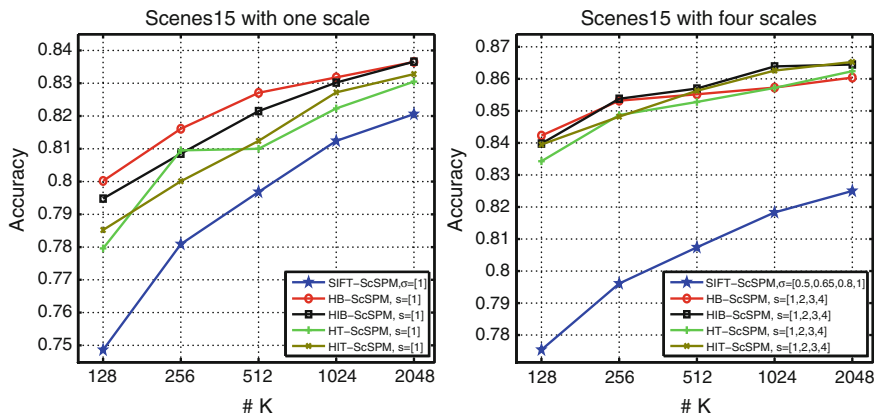 Scenes15 with one scale
0.84
0.83
0.82
0.81
0.8
0.79
0.78
0.77
0.76
0.75
Accuracy
SIFT-ScSPM,σ=[1]
HB-ScSPM, s=[1]
HIB-ScSPM, s=[1]
HT-ScSPM, s=[1]
HIT-ScSPM, s=[1]
128 256 512 1024 2048
# K
Scenes15 with four scales
0.87
0.86
0.85
0.84
0.83
0.82
0.81
0.8
0.79
0.78
Accuracy
SIFT-ScSPM,σ=[0.5,0.65,0.8,1]
HB-ScSPM, s=[1,2,3,4]
HIB-ScSPM, s=[1,2,3,4]
HT-ScSPM, s=[1,2,3,4]
HIT-ScSPM, s=[1,2,3,4]
128 256 512 1024 2048
# K